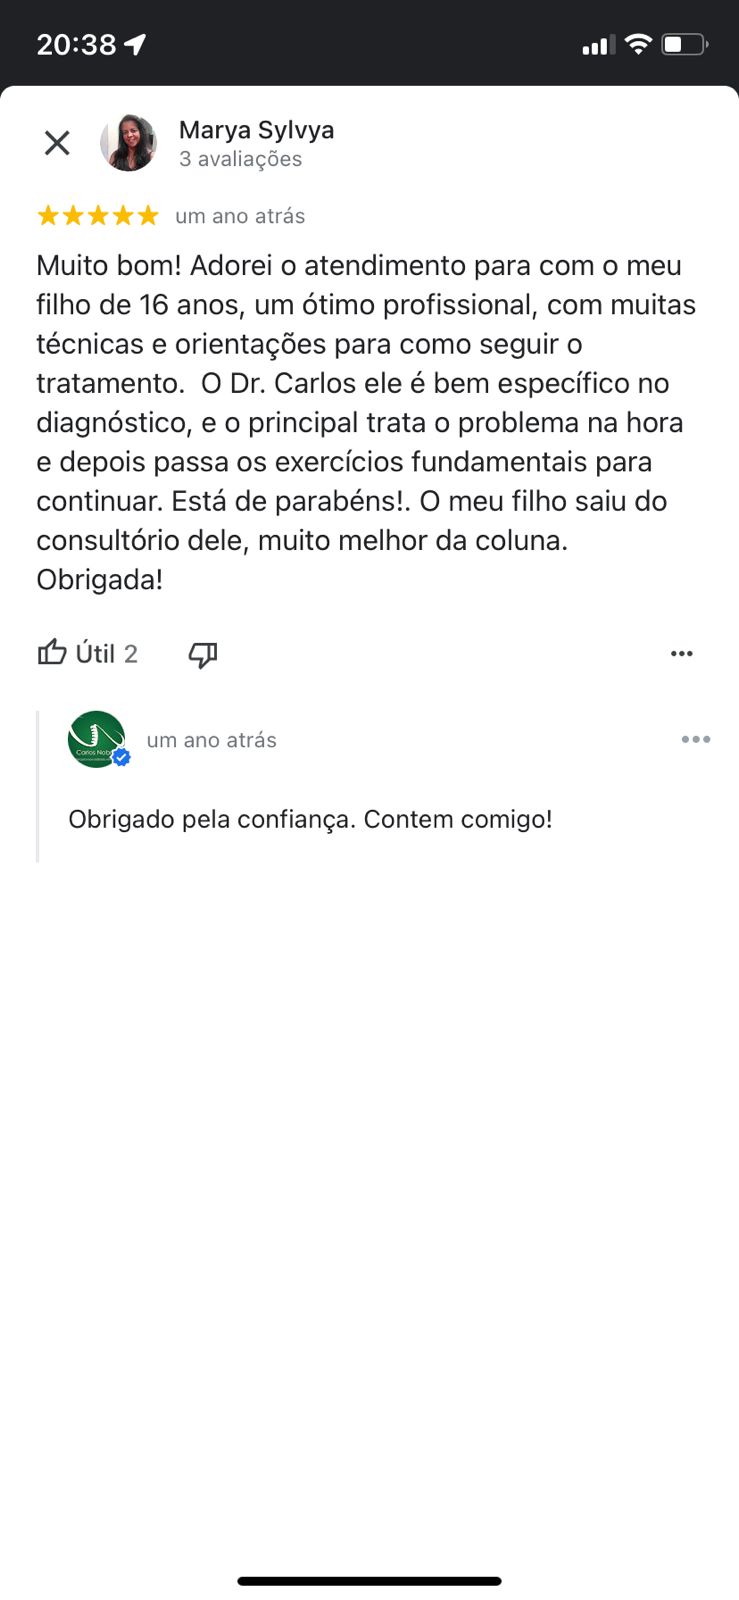 20:38
Marya Sylvya
3 avaliações
um ano atrás
Muito bom! Adorei o atendimento para com o meu
filho de 16 anos, um ótimo profissional, com muitas
técnicas e orientações para como seguir o
tratamento.  O Dr. Carlos ele é bem específico no
diagnóstico, e o principal trata o problema na hora
e depois passa os exercícios fundamentais para
continuar. Está de parabéns!. O meu filho saiu do
consultório dele, muito melhor da coluna.
Obrigada!
Útil 2
Carlos
um ano atrás
Obrigado pela confiança. Contem comigo!